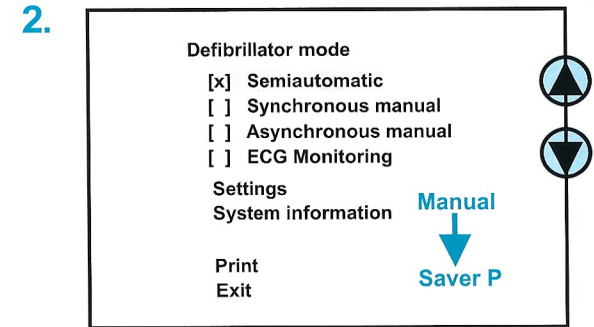 2.
Defibrillator mode
[x] Semiautomatic
[ ] Synchronous manual
[ ] Asynchronous manual
[ ] ECG Monitoring
Settings
System information
Manual
Saver P
Print
Exit